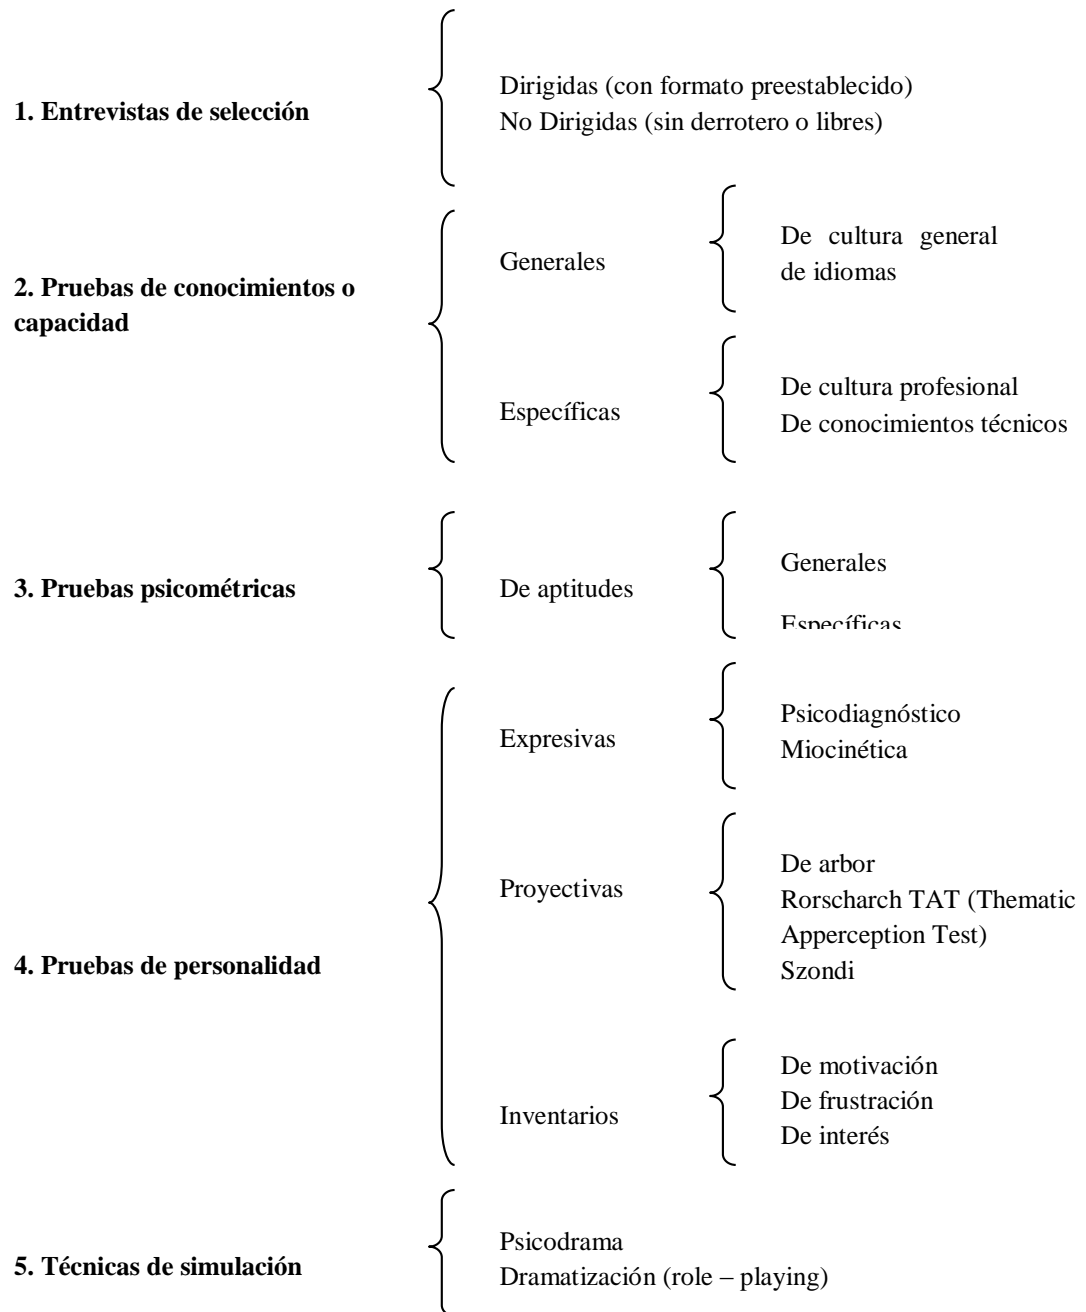 1. Entrevistas de selección
Dirigidas (con formato preestablecido)
No Dirigidas (sin derrotero o libres)
2. Pruebas de conocimientos o
capacidad
Generales
De cultura general
de idiomas
Específicas
De cultura profesional
De conocimientos técnicos
3. Pruebas psicométricas
De aptitudes
Generales
Específicas
4. Pruebas de personalidad
Expresivas
Psicodiagnóstico
Miocinética
Proyectivas
De arbor
Rorscharch TAT (Thematic
Apperception Test)
Szondi
Inventarios
De motivación
De frustración
De interés
5. Técnicas de simulación
Psicodrama
Dramatización (role – playing)